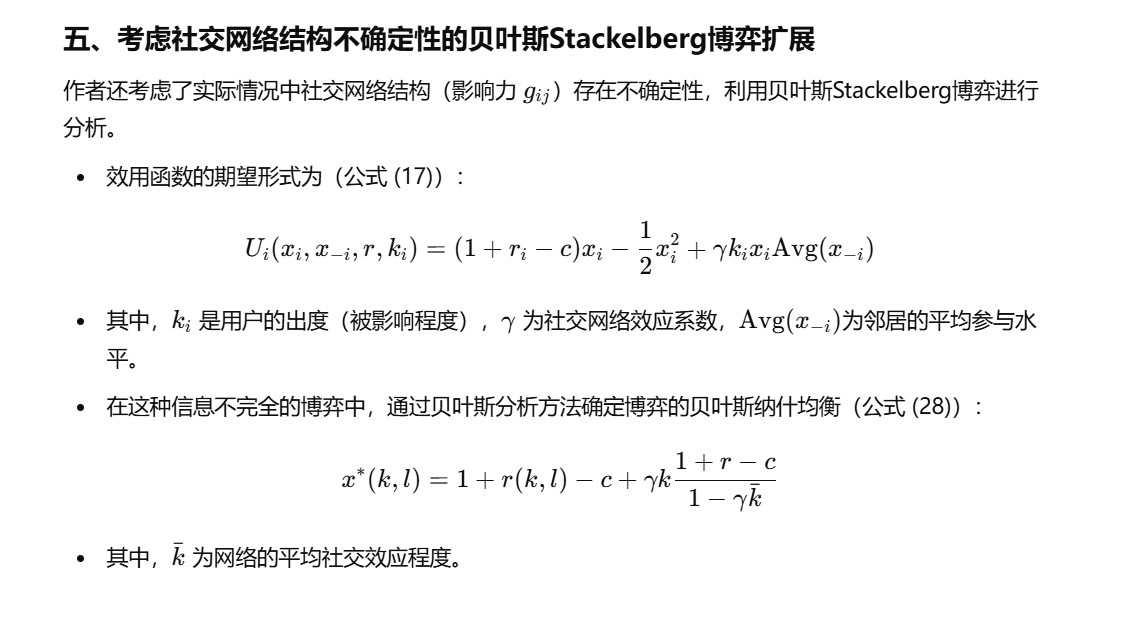 五、考虑社交网络结构不确定性的贝叶斯Stackelberg博弈扩展
作者还考虑了实际情况中社交网络结构（影响力 $g_{ij}$）存在不确定性，利用贝叶斯Stackelberg博弈进行
分析。
• 效用函数的期望形式为（公式 (17)）：
$U_i(x_i, x_{-i}, r, k_i) = (1 + r_i - c)x_i - \frac{1}{2}x_i^2 + \gamma k_i x_i \mathrm{Avg}(x_{-i})$
• 其中，$k_i$ 是用户的出度（被影响程度），$\gamma$ 为社交网络效应系数，$\mathrm{Avg}(x_{-i})$为邻居的平均参与水
平。
• 在这种信息不完全的博弈中，通过贝叶斯分析方法确定博弈的贝叶斯纳什均衡（公式 (28)）：
$x^*(k, l) = 1 + r(k, l) - c + \gamma k \frac{1 + r - c}{1 - \gamma \bar{k}}$
• 其中，$\bar{k}$ 为网络的平均社交效应程度。